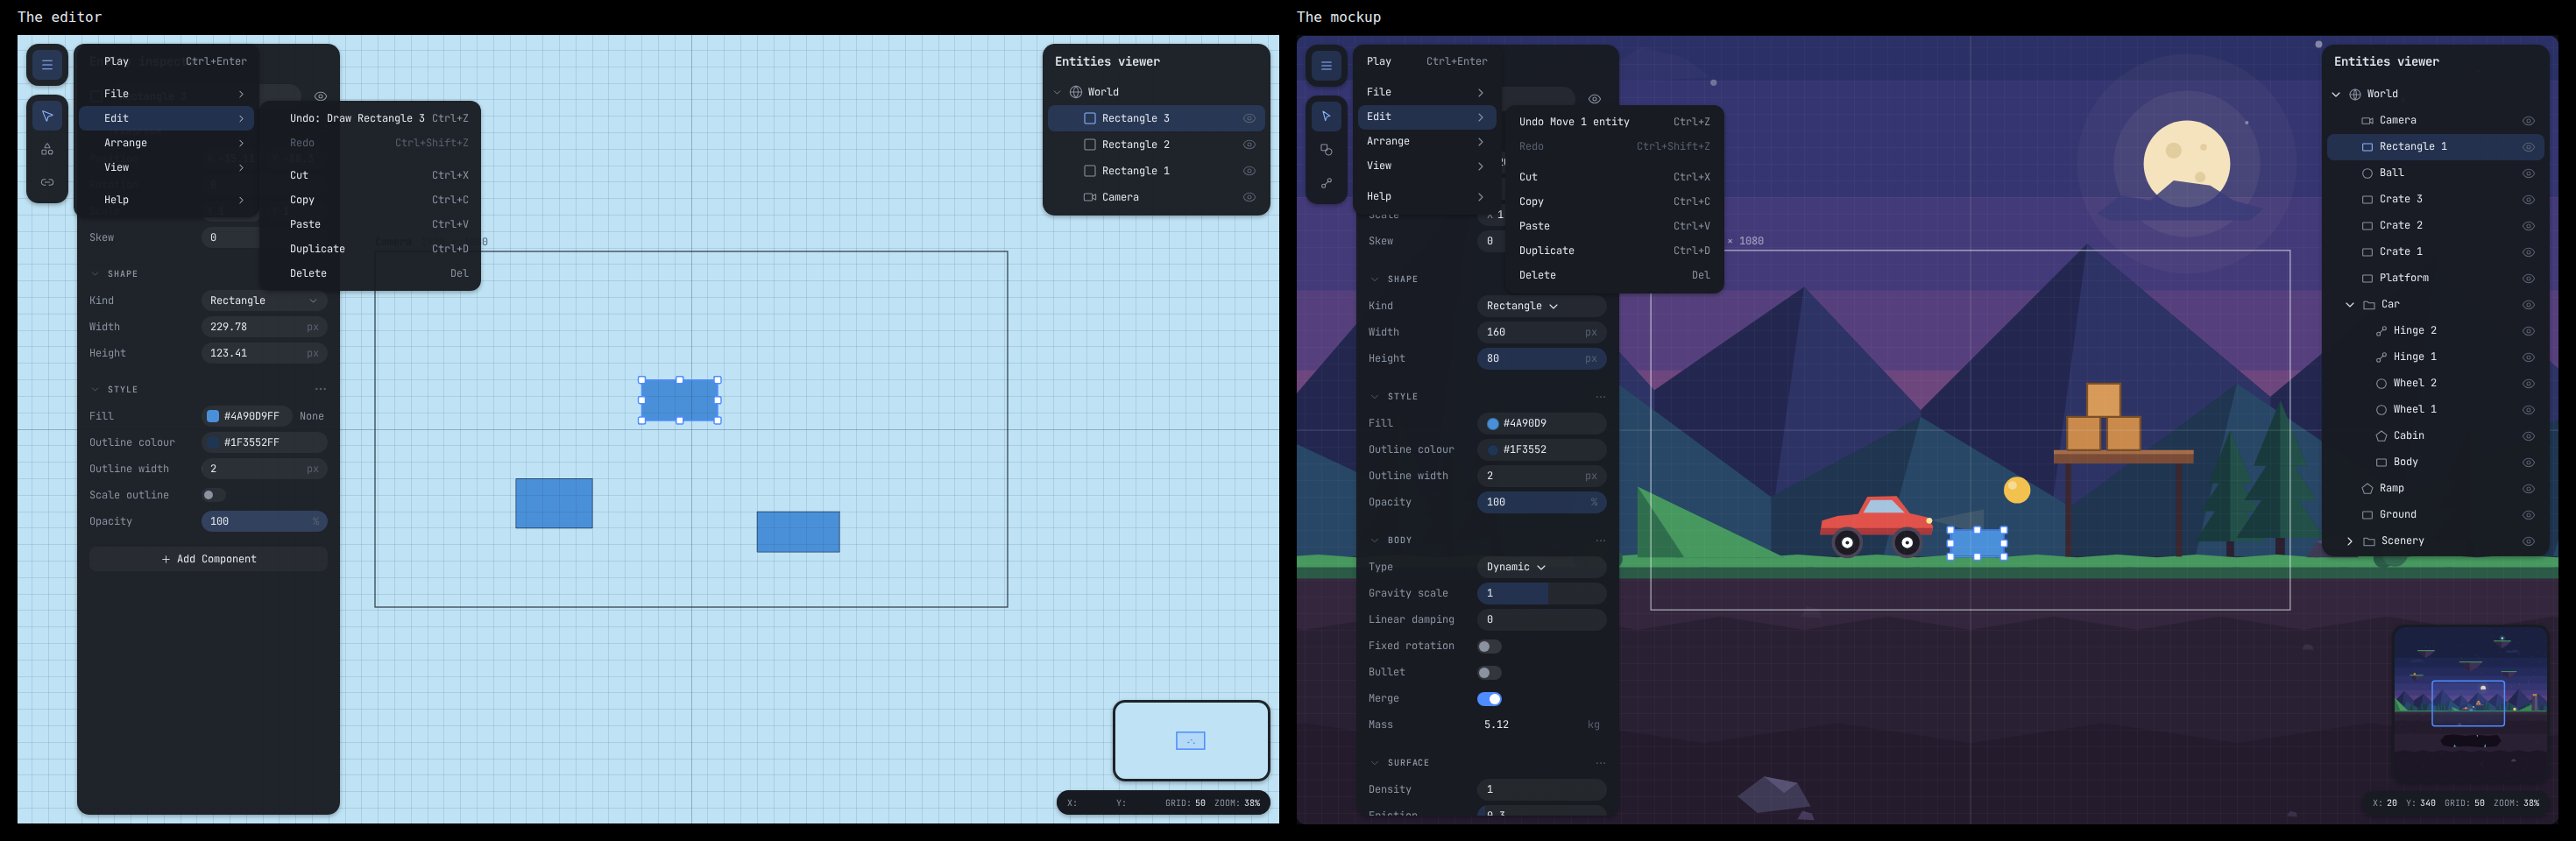 The editor
Play Ctrl+Enter
File
Edit
Arrange
View
Help
Undo: Draw Rectangle 3 Ctrl+Z
Redo Ctrl+Shift+Z
Cut Ctrl+X
Copy Ctrl+C
Paste Ctrl+V
Duplicate Ctrl+D
Delete Del
Skew 0
SHAPE
Kind Rectangle
Width 229.78 px
Height 123.41 px
STYLE
Fill #4A90D9FF None
Outline colour #1F3552FF
Outline width 2 px
Scale outline
Opacity 100 %
+ Add Component
Entities viewer
World
Rectangle 3
Rectangle 2
Rectangle 1
Camera
X: Y: GRID: 50 ZOOM: 38%
The mockup
Play Ctrl+Enter
File
Edit
Arrange
View
Help
Undo Move 1 entity Ctrl+Z
Redo Ctrl+Shift+Z
Cut Ctrl+X
Copy Ctrl+C
Paste Ctrl+V
Duplicate Ctrl+D
Delete Del
Scale X 1
Skew 0
× 1080
SHAPE
Kind Rectangle
Width 160 px
Height 80 px
STYLE
Fill #4A90D9
Outline colour #1F3552
Outline width 2 px
Opacity 100 %
BODY
Type Dynamic
Gravity scale 1
Linear damping 0
Fixed rotation
Bullet
Merge
Mass 5.12 kg
SURFACE
Density 1
Friction 0.3
Entities viewer
World
Camera
Rectangle 1
Ball
Crate 3
Crate 2
Crate 1
Platform
Car
Hinge 2
Hinge 1
Wheel 2
Wheel 1
Cabin
Body
Ramp
Ground
Scenery
X: 20 Y: 340 GRID: 50 ZOOM: 38%